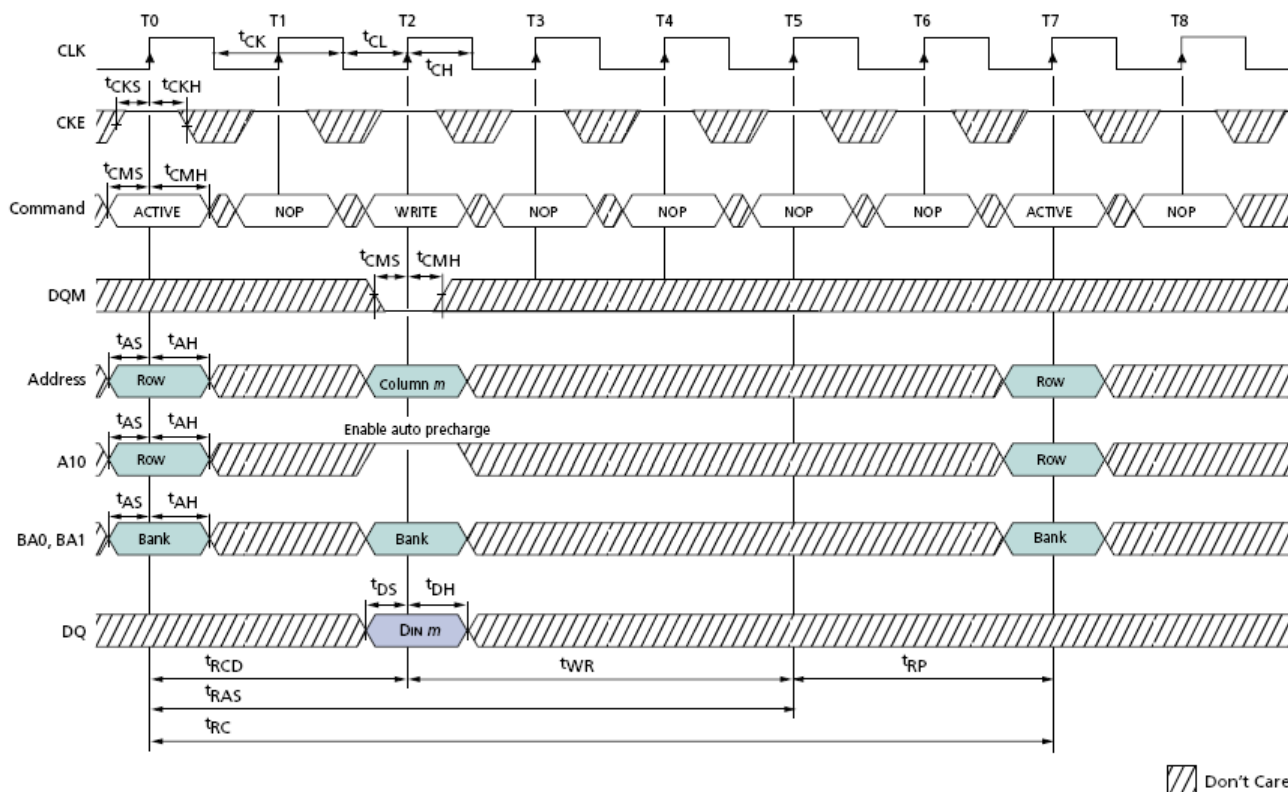 T0 T1 T2 T3 T4 T5 T6 T7 T8
CLK tCK tCL
tCH
tCKS tCKH
CKE
tCMS tCMH
Command ACTIVE NOP WRITE NOP NOP NOP NOP ACTIVE NOP
tCMS tCMH
DQM
tAS tAH
Address Row Column m Row
tAS tAH Enable auto precharge
A10 Row Row
tAS tAH
BA0, BA1 Bank Bank Bank
tDS tDH
DQ DIN m
tRCD tWR tRP
tRAS
tRC
Don't Care